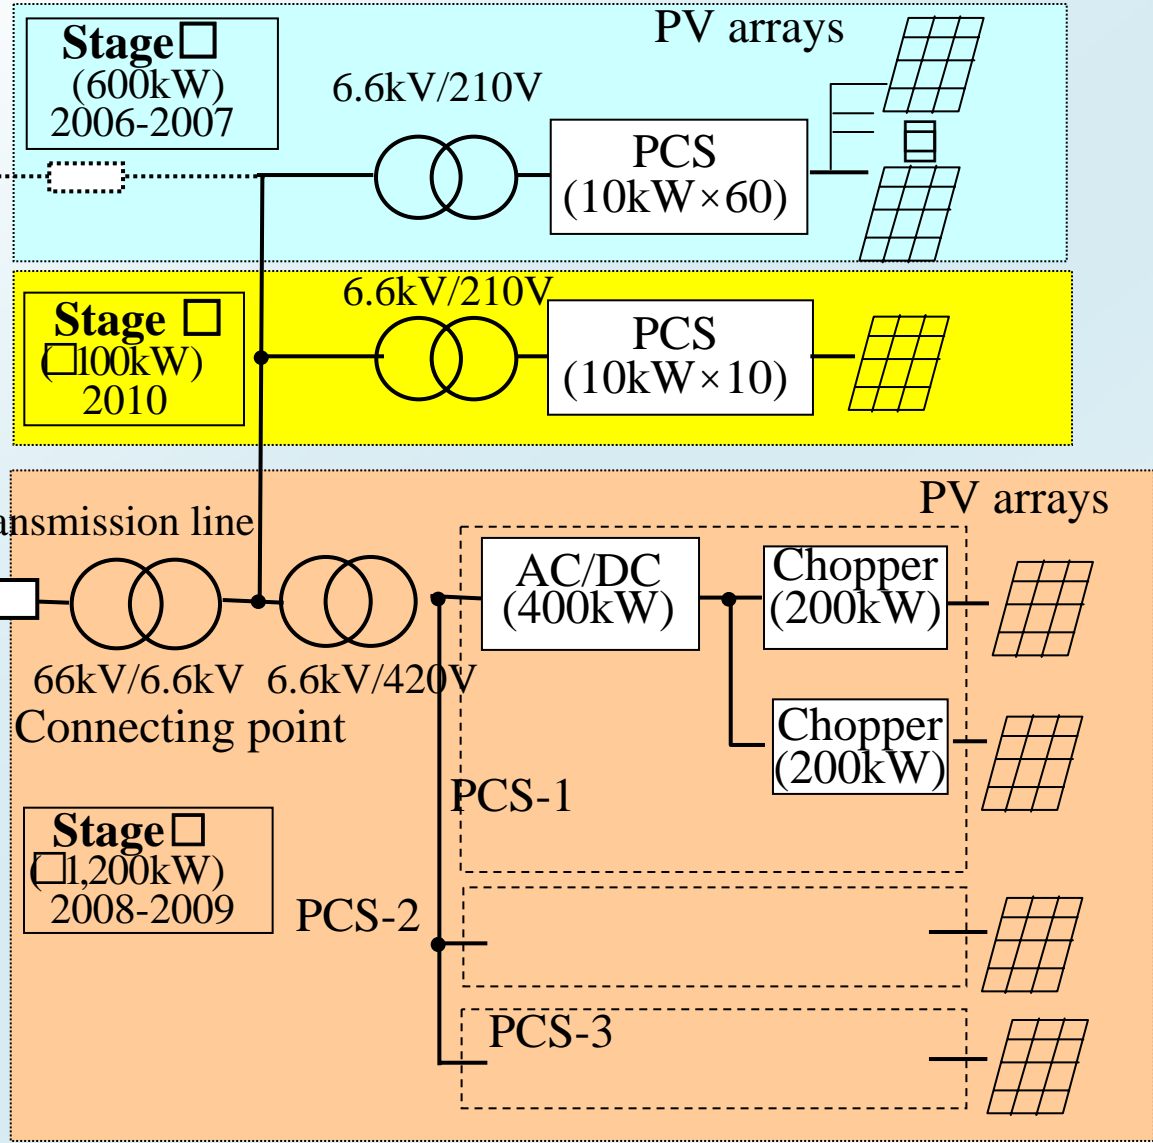 Stage□
(600kW)
2006-2007
6.6kV/210V
PV arrays
PCS
(10kW×60)
Stage □
(□100kW)
2010
6.6kV/210V
PCS
(10kW×10)
ansmission line
PV arrays
AC/DC
(400kW)
Chopper
(200kW)
66kV/6.6kV
6.6kV/420V
Connecting point
Chopper
(200kW)
PCS-1
Stage□
(□1,200kW)
2008-2009
PCS-2
PCS-3